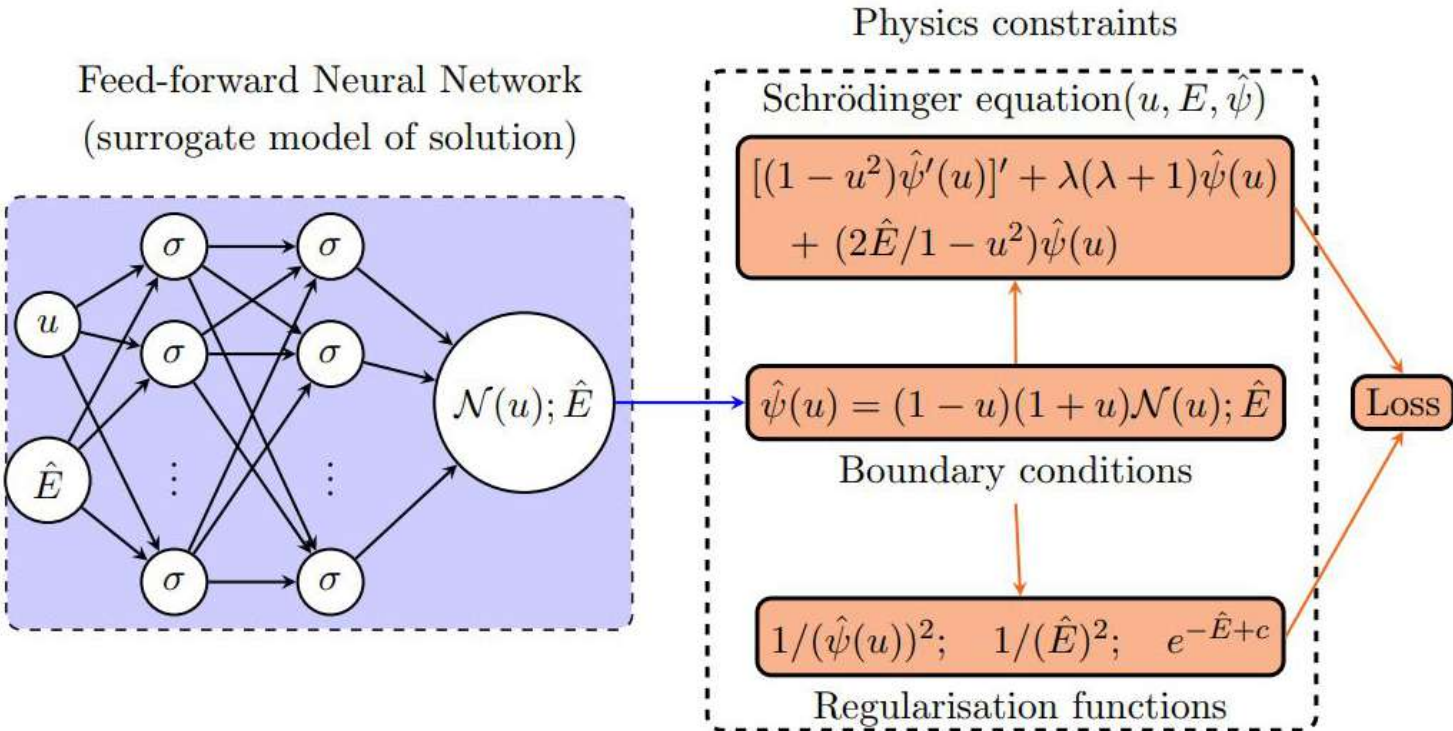 Physics constraints
Feed-forward Neural Network
(surrogate model of solution)
Schrödinger equation(u, E, ψ̂)
[(1 − u²)ψ̂′(u)]′ + λ(λ + 1)ψ̂(u)
+ (2Ê/1 − u²)ψ̂(u)
σ
σ
u
σ
σ
𝒩(u); Ê
ψ̂(u) = (1 − u)(1 + u)𝒩(u); Ê
Loss
Boundary conditions
Ê
⋮
⋮
σ
σ
1/(ψ̂(u))²; 1/(Ê)²; e^{−Ê+c}
Regularisation functions